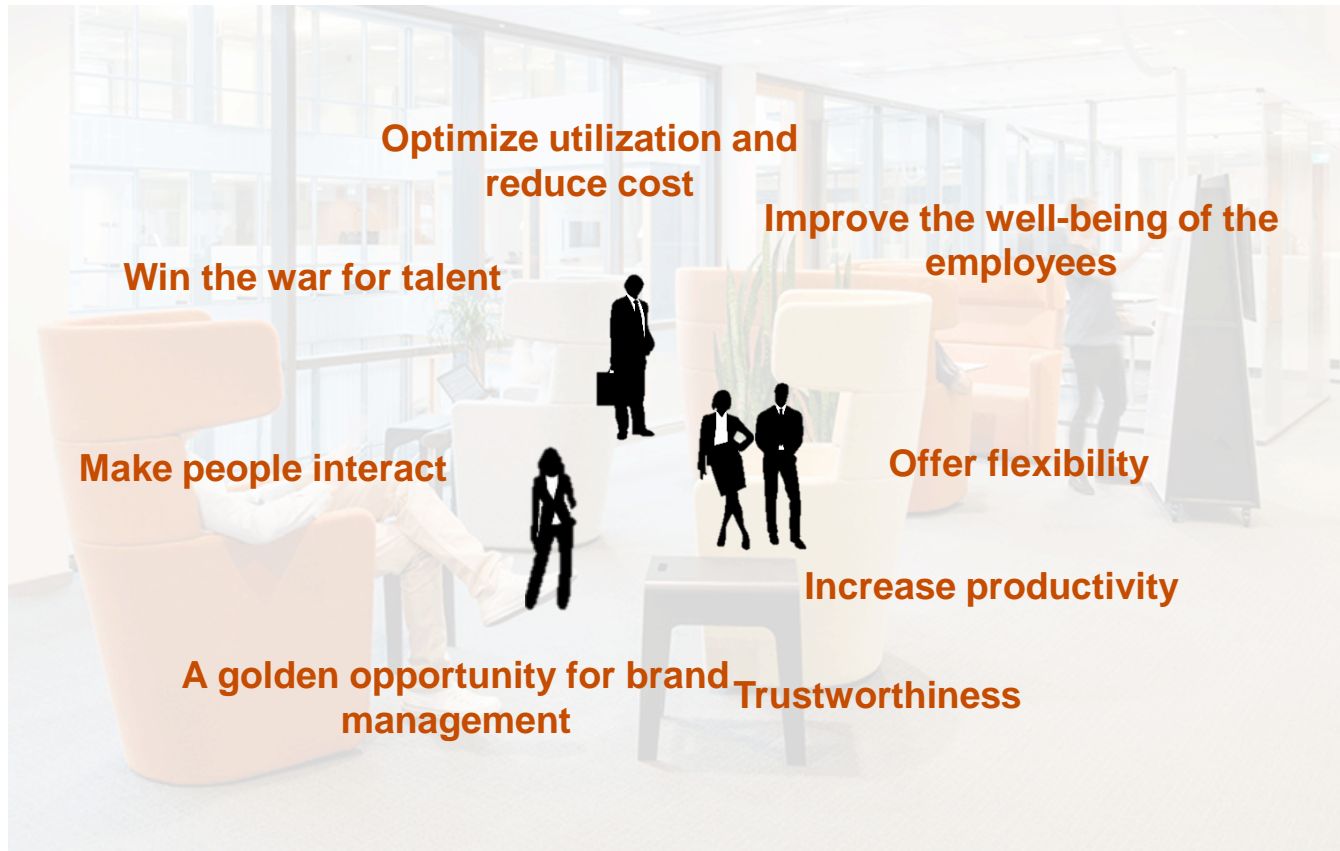 Optimize utilization and
reduce cost
Improve the well-being of the
employees
Win the war for talent
Make people interact
Offer flexibility
Increase productivity
A golden opportunity for brand
management
Trustworthiness